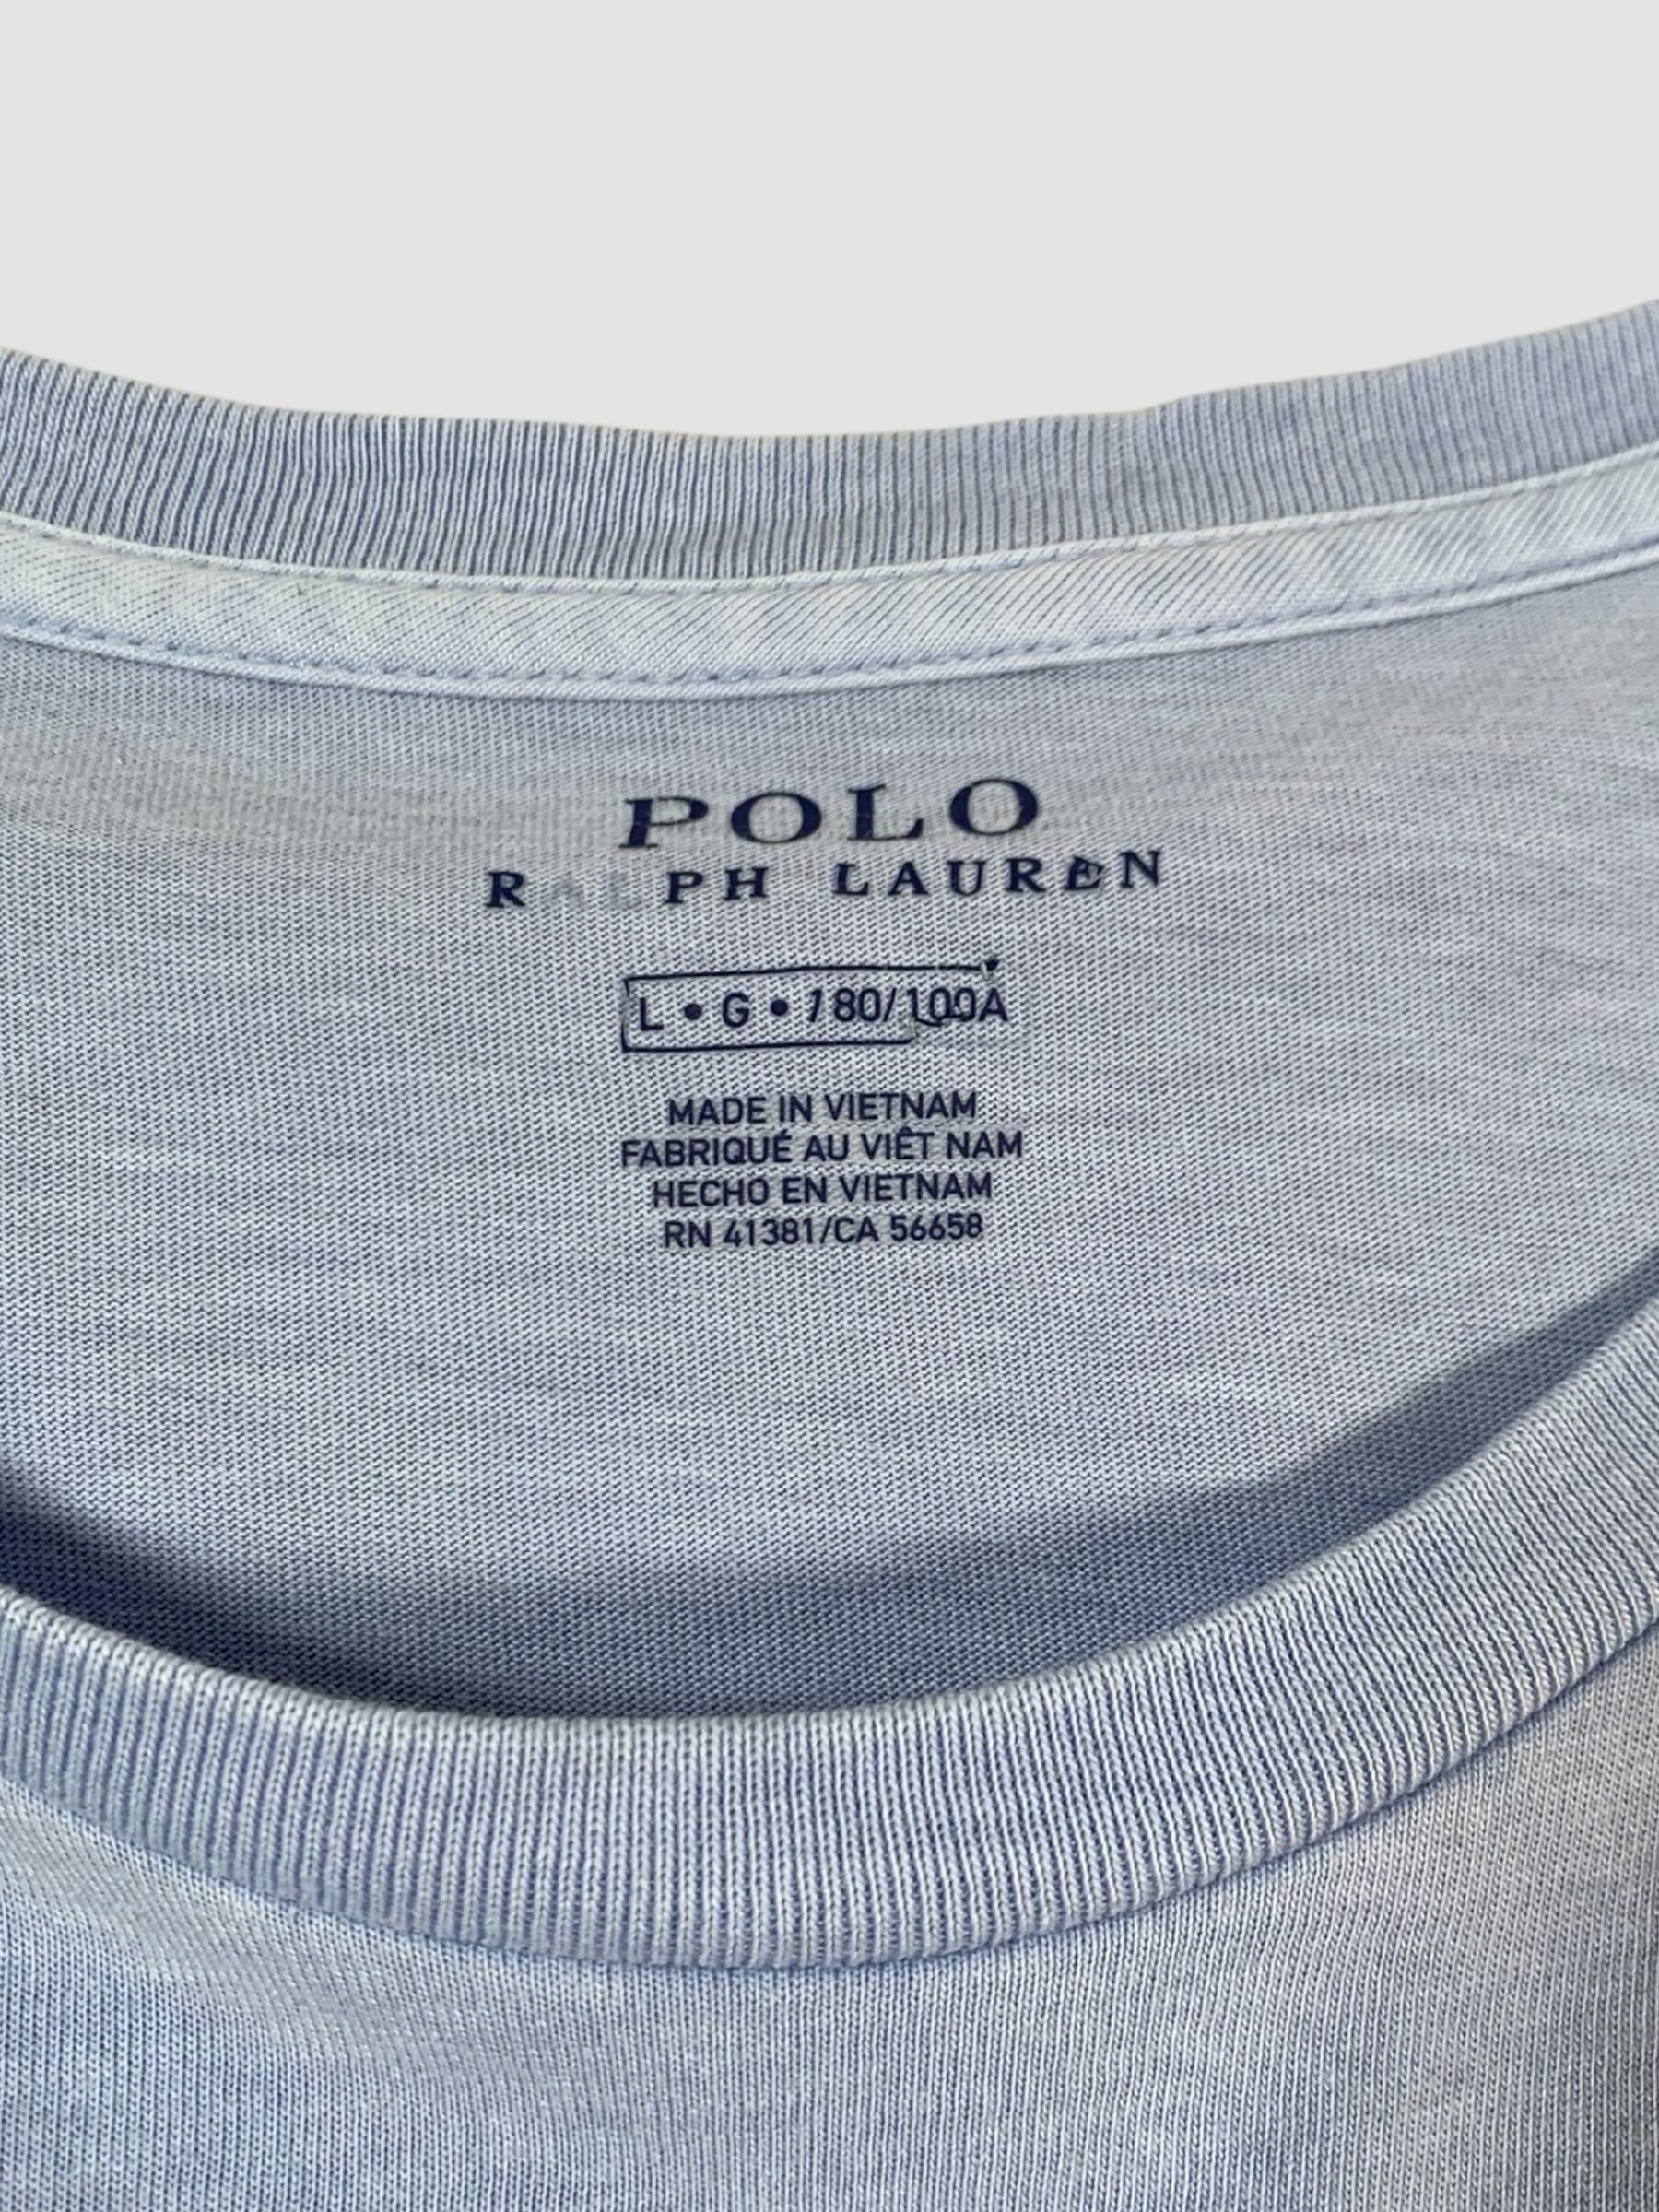 POLO
RALPH LAUREN
L • G • 180/100A
MADE IN VIETNAM
FABRIQUÉ AU VIÊT NAM
HECHO EN VIETNAM
RN 41381/CA 56658